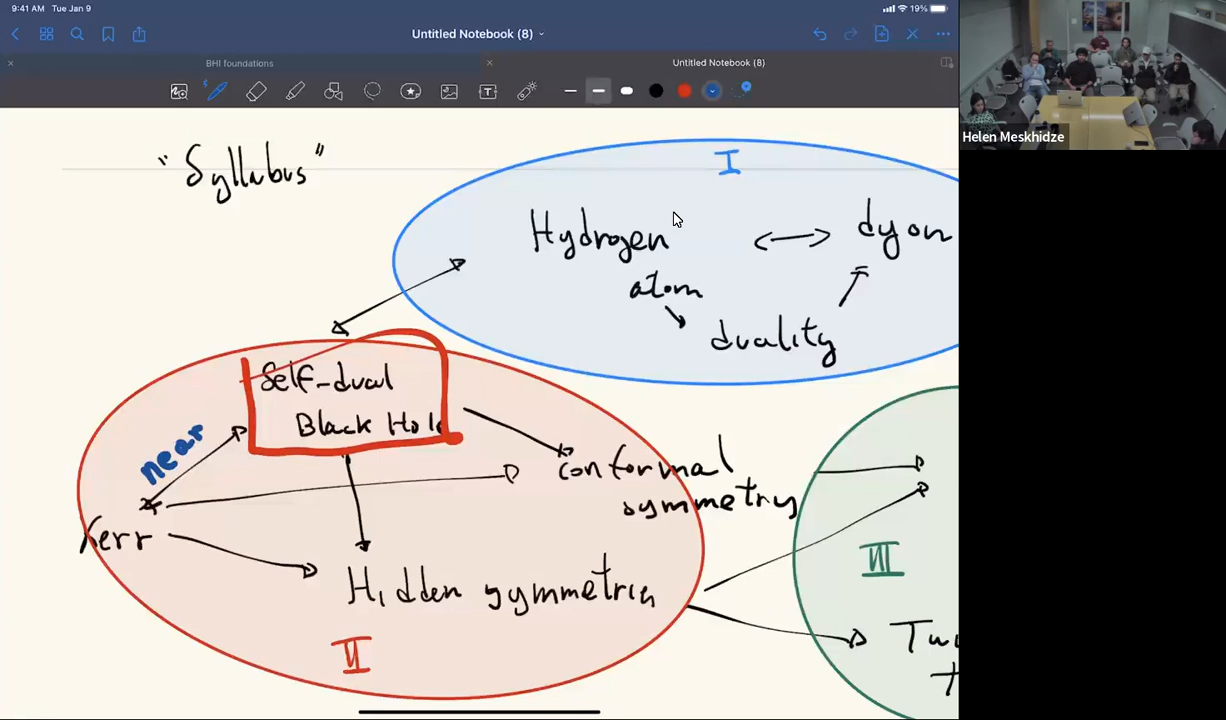 9:41 AM Tue Jan 9
19%
Untitled Notebook (8)
BHI foundations
Untitled Notebook (8)
Helen Meskhidze
"Syllabus"
I
Hydrogen
atom
dyon
duality
Self-dual
Black Hole
near
Kerr
conformal
symmetry
Hidden symmetries
II
III